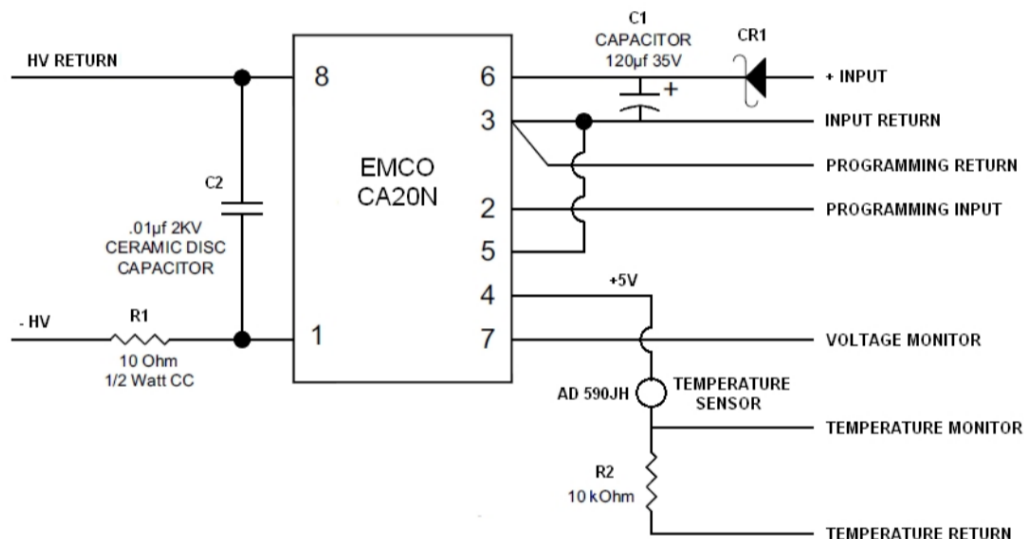 C1
CAPACITOR
120µf 35V
CR1
HV RETURN
8
6
+
+ INPUT
3
INPUT RETURN
EMCO
CA20N
PROGRAMMING RETURN
C2
2
PROGRAMMING INPUT
.01µf 2KV
CERAMIC DISC
CAPACITOR
5
+5V
4
- HV
R1
1
7
VOLTAGE MONITOR
10 Ohm
1/2 Watt CC
AD 590JH
TEMPERATURE
SENSOR
TEMPERATURE MONITOR
R2
10 kOhm
TEMPERATURE RETURN